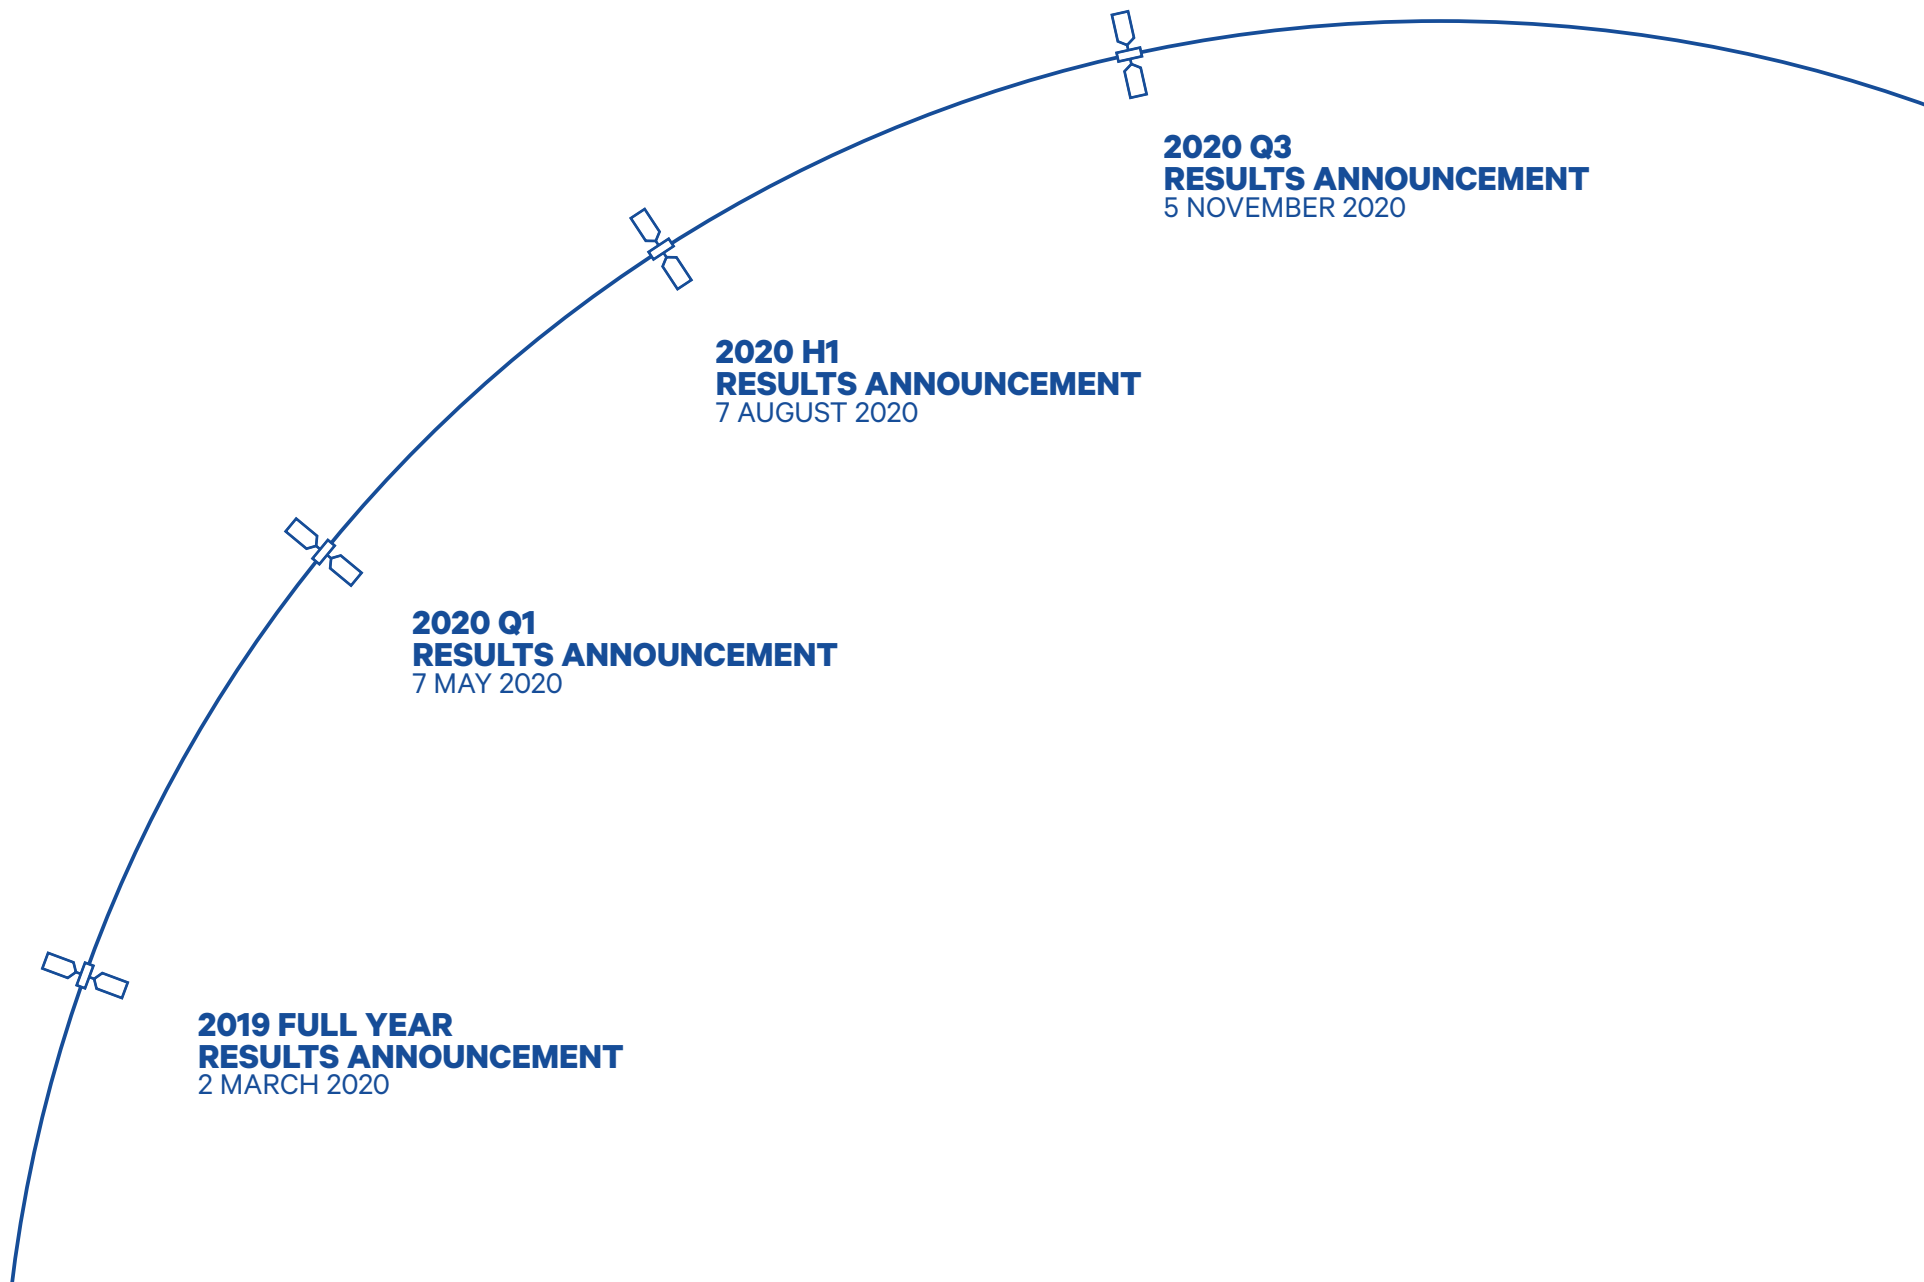 2020 Q3
RESULTS ANNOUNCEMENT
5 NOVEMBER 2020
2020 H1
RESULTS ANNOUNCEMENT
7 AUGUST 2020
2020 Q1
RESULTS ANNOUNCEMENT
7 MAY 2020
2019 FULL YEAR
RESULTS ANNOUNCEMENT
2 MARCH 2020